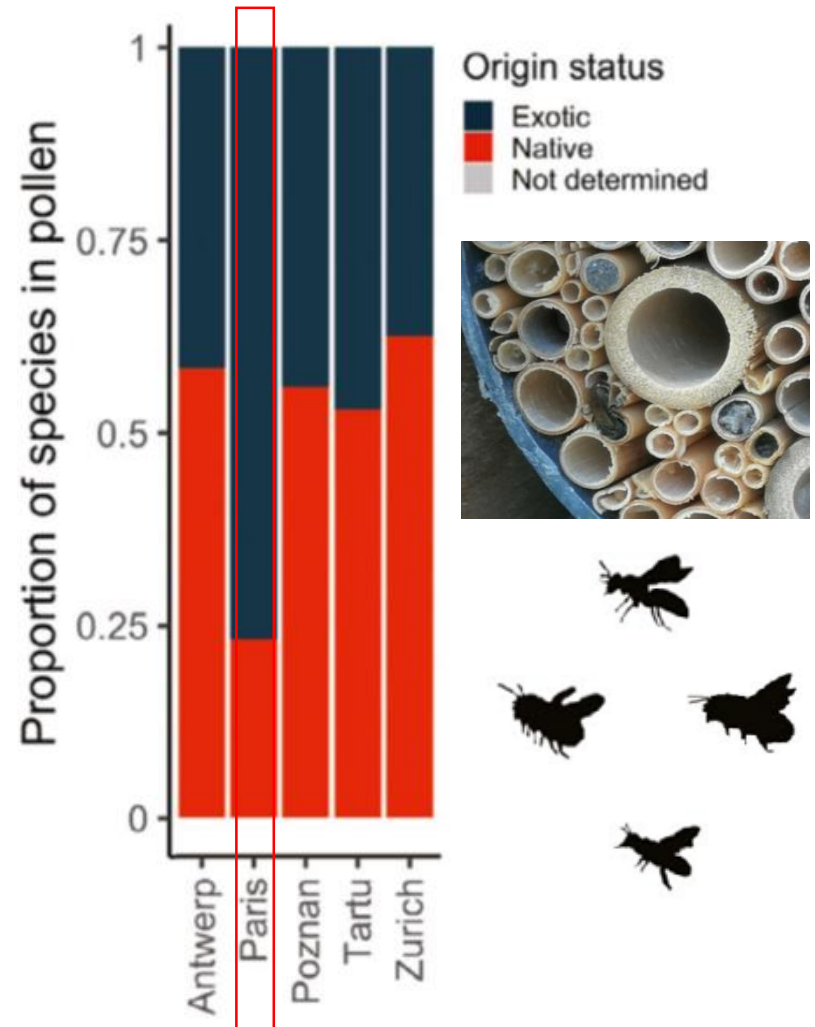 Proportion of species in pollen
1
0.75
0.5
0.25
0
Antwerp
Paris
Poznan
Tartu
Zurich
Origin status
Exotic
Native
Not determined